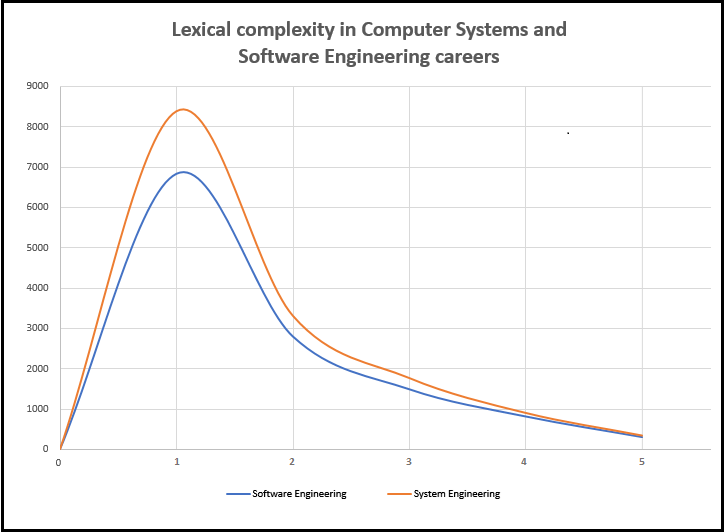 Lexical complexity in Computer Systems and
Software Engineering careers
9000
8000
7000
6000
5000
4000
3000
2000
1000
0
0 1 2 3 4 5
Software Engineering System Engineering